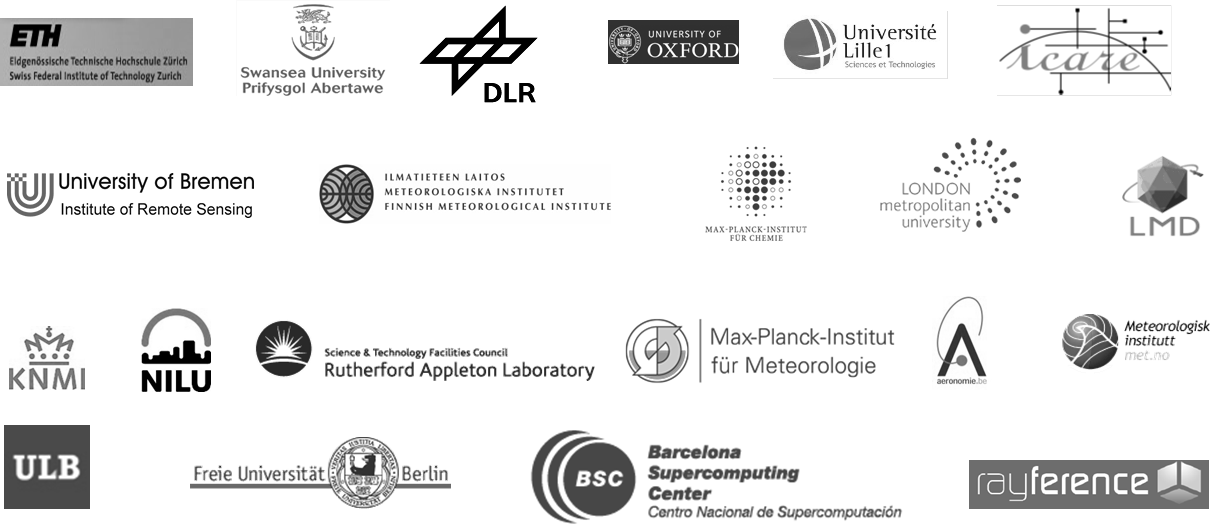 ETH
Eidgenössische Technische Hochschule Zürich
Swiss Federal Institute of Technology Zurich
Swansea University
Prifysgol Abertawe
DLR
UNIVERSITY OF
OXFORD
Université
Lille1
Sciences et Technologies
icare
University of Bremen
Institute of Remote Sensing
ILMATIETEEN LAITOS
METEOROLOGISKA INSTITUTET
FINNISH METEOROLOGICAL INSTITUTE
MAX-PLANCK-INSTITUT
FÜR CHEMIE
LONDON
metropolitan
university
LMD
KNMI
NILU
Science & Technology Facilities Council
Rutherford Appleton Laboratory
Max-Planck-Institut
für Meteorologie
aeronomie.be
Meteorologisk
institutt
met.no
ULB
Freie Universität Berlin
BSC
Barcelona
Supercomputing
Center
Centro Nacional de Supercomputación
rayference